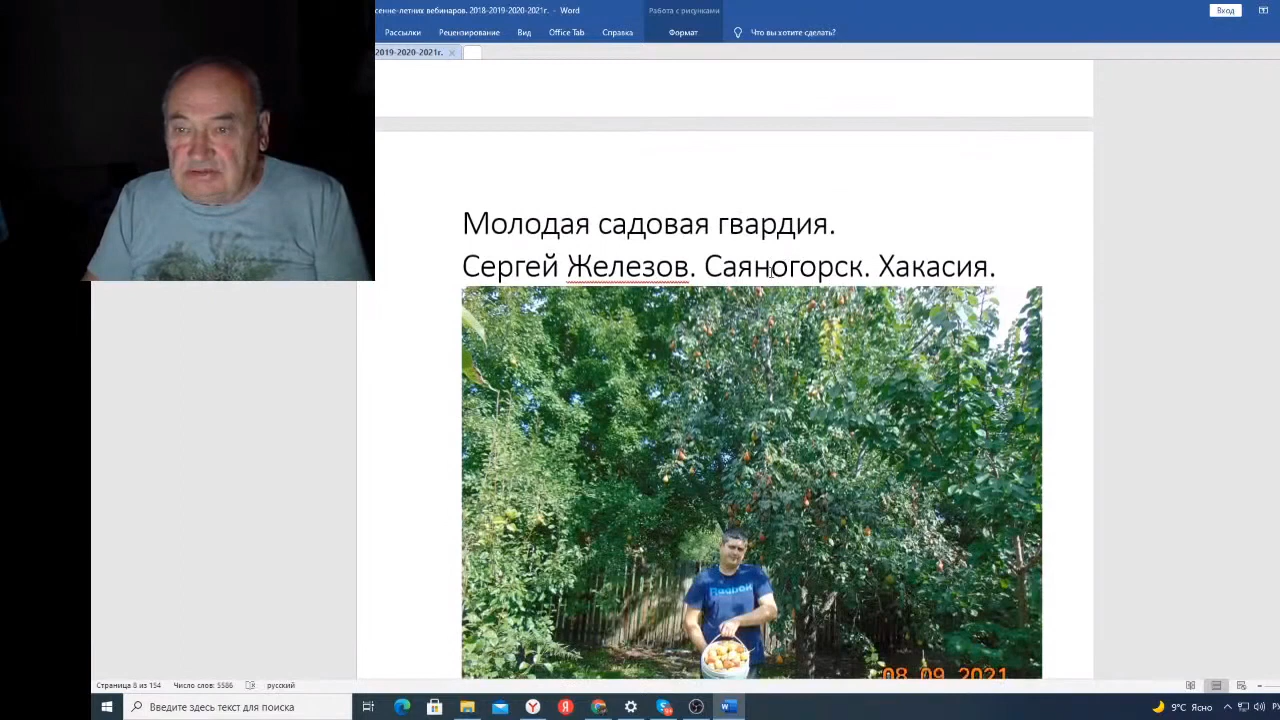 сенне-летних вебинаров. 2018-2019-2020-2021г. - Word
Работа с рисунками
Вход
Рассылки Рецензирование Вид Office Tab Справка Формат Что вы хотите сделать?
2019-2020-2021г.
Молодая садовая гвардия.
Сергей Железов. Саяногорск. Хакасия.
Reebok
08 09 2021
Страница 8 из 154 Число слов: 5586 русский
Введите здесь текст для поиска
9°C Ясно